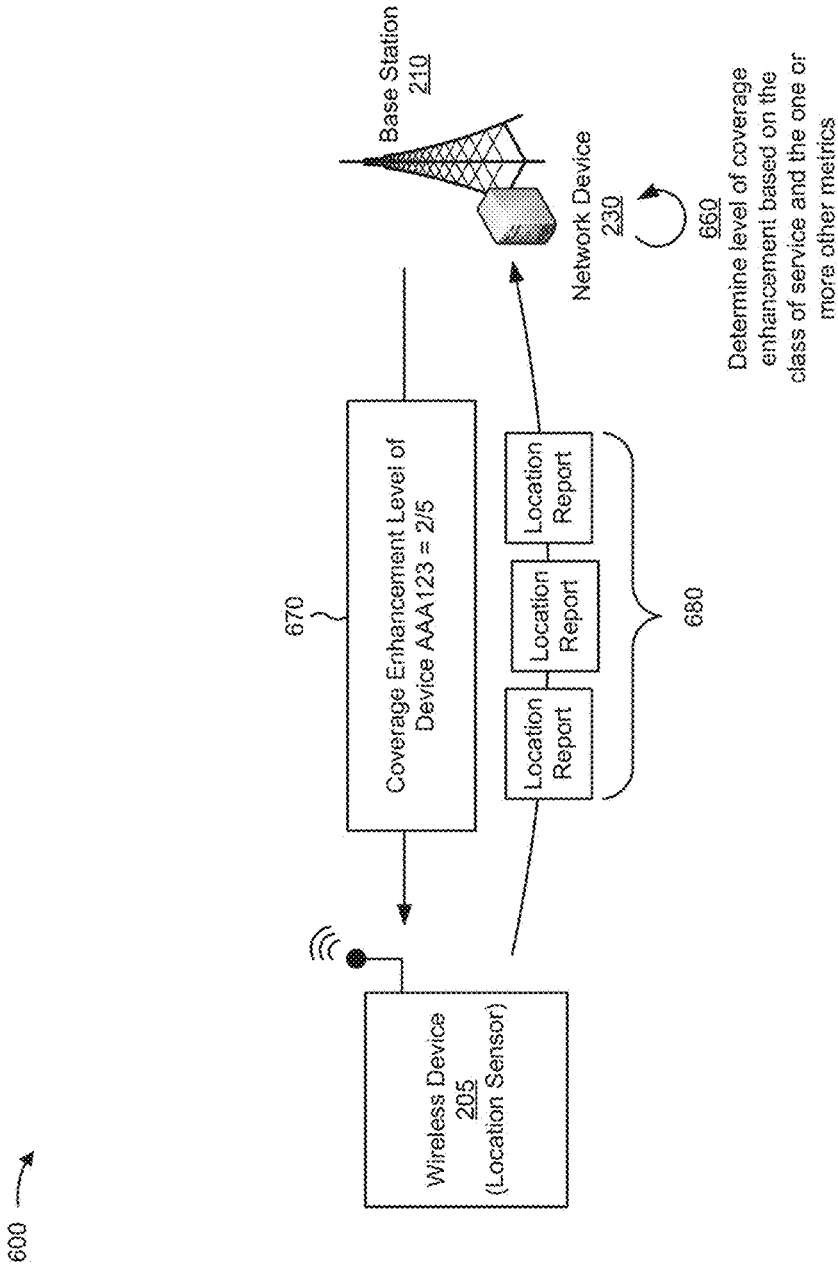 600
Wireless Device
205
(Location Sensor)
670
Coverage Enhancement Level of
Device AAA123 = 2/5
Location
Report
Location
Report
Location
Report
680
Base Station
210
Network Device
230
660
Determine level of coverage
enhancement based on the
class of service and the one or
more other metrics